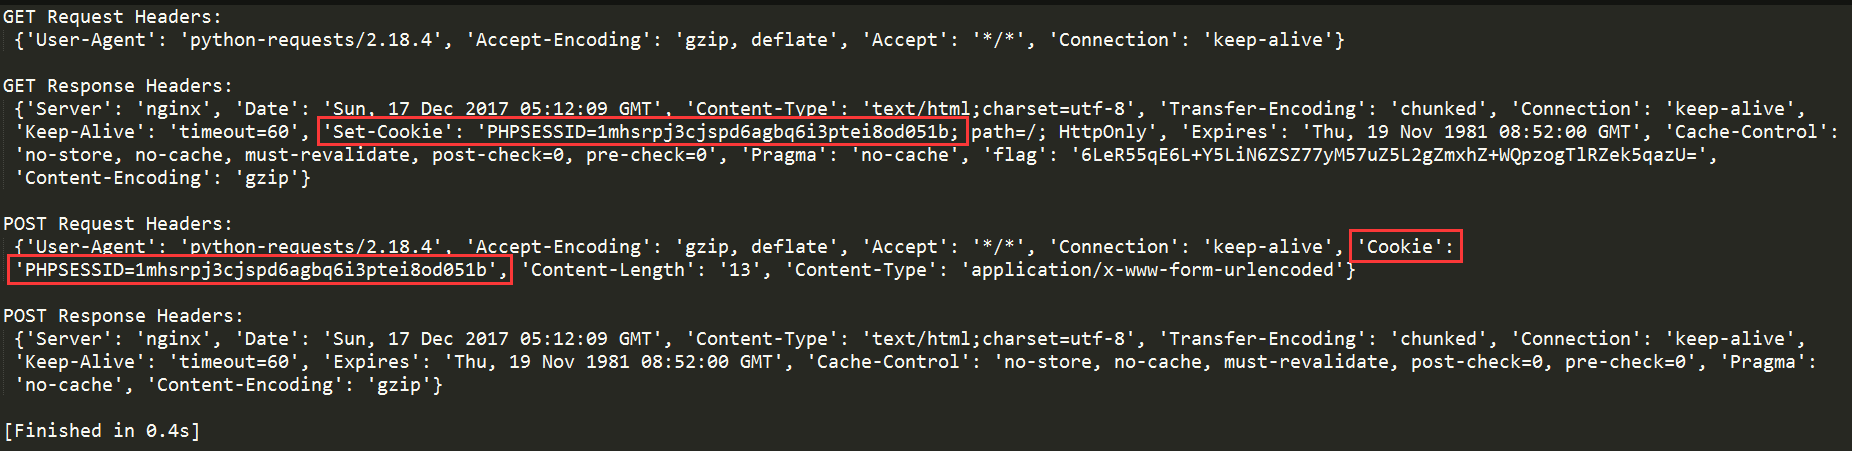 GET Request Headers:
{'User-Agent': 'python-requests/2.18.4', 'Accept-Encoding': 'gzip, deflate', 'Accept': '*/*', 'Connection': 'keep-alive'}
GET Response Headers:
{'Server': 'nginx', 'Date': 'Sun, 17 Dec 2017 05:12:09 GMT', 'Content-Type': 'text/html;charset=utf-8', 'Transfer-Encoding': 'chunked', 'Connection': 'keep-alive',
'Keep-Alive': 'timeout=60', 'Set-Cookie': 'PHPSESSID=1mhsrpj3cjspd6agbq6i3ptei8od051b; path=/; HttpOnly', 'Expires': 'Thu, 19 Nov 1981 08:52:00 GMT', 'Cache-Control':
'no-store, no-cache, must-revalidate, post-check=0, pre-check=0', 'Pragma': 'no-cache', 'flag': '6LeR55qE6L+Y5LiN6ZSZ77yM57uZ5L2gZmxhZ+WQpzogTlRZek5qazU=',
'Content-Encoding': 'gzip'}
POST Request Headers:
{'User-Agent': 'python-requests/2.18.4', 'Accept-Encoding': 'gzip, deflate', 'Accept': '*/*', 'Connection': 'keep-alive', 'Cookie':
'PHPSESSID=1mhsrpj3cjspd6agbq6i3ptei8od051b', 'Content-Length': '13', 'Content-Type': 'application/x-www-form-urlencoded'}
POST Response Headers:
{'Server': 'nginx', 'Date': 'Sun, 17 Dec 2017 05:12:09 GMT', 'Content-Type': 'text/html;charset=utf-8', 'Transfer-Encoding': 'chunked', 'Connection': 'keep-alive',
'Keep-Alive': 'timeout=60', 'Expires': 'Thu, 19 Nov 1981 08:52:00 GMT', 'Cache-Control': 'no-store, no-cache, must-revalidate, post-check=0, pre-check=0', 'Pragma':
'no-cache', 'Content-Encoding': 'gzip'}
[Finished in 0.4s]